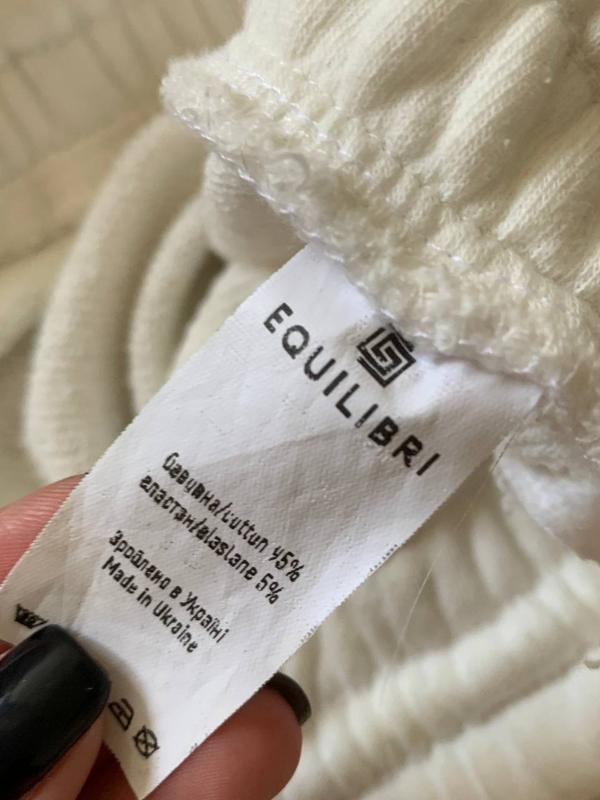 EQUILIBRI
бавовна/cotton 95%
еластан/elastane 5%
Зроблено в Україні
Made in Ukraine